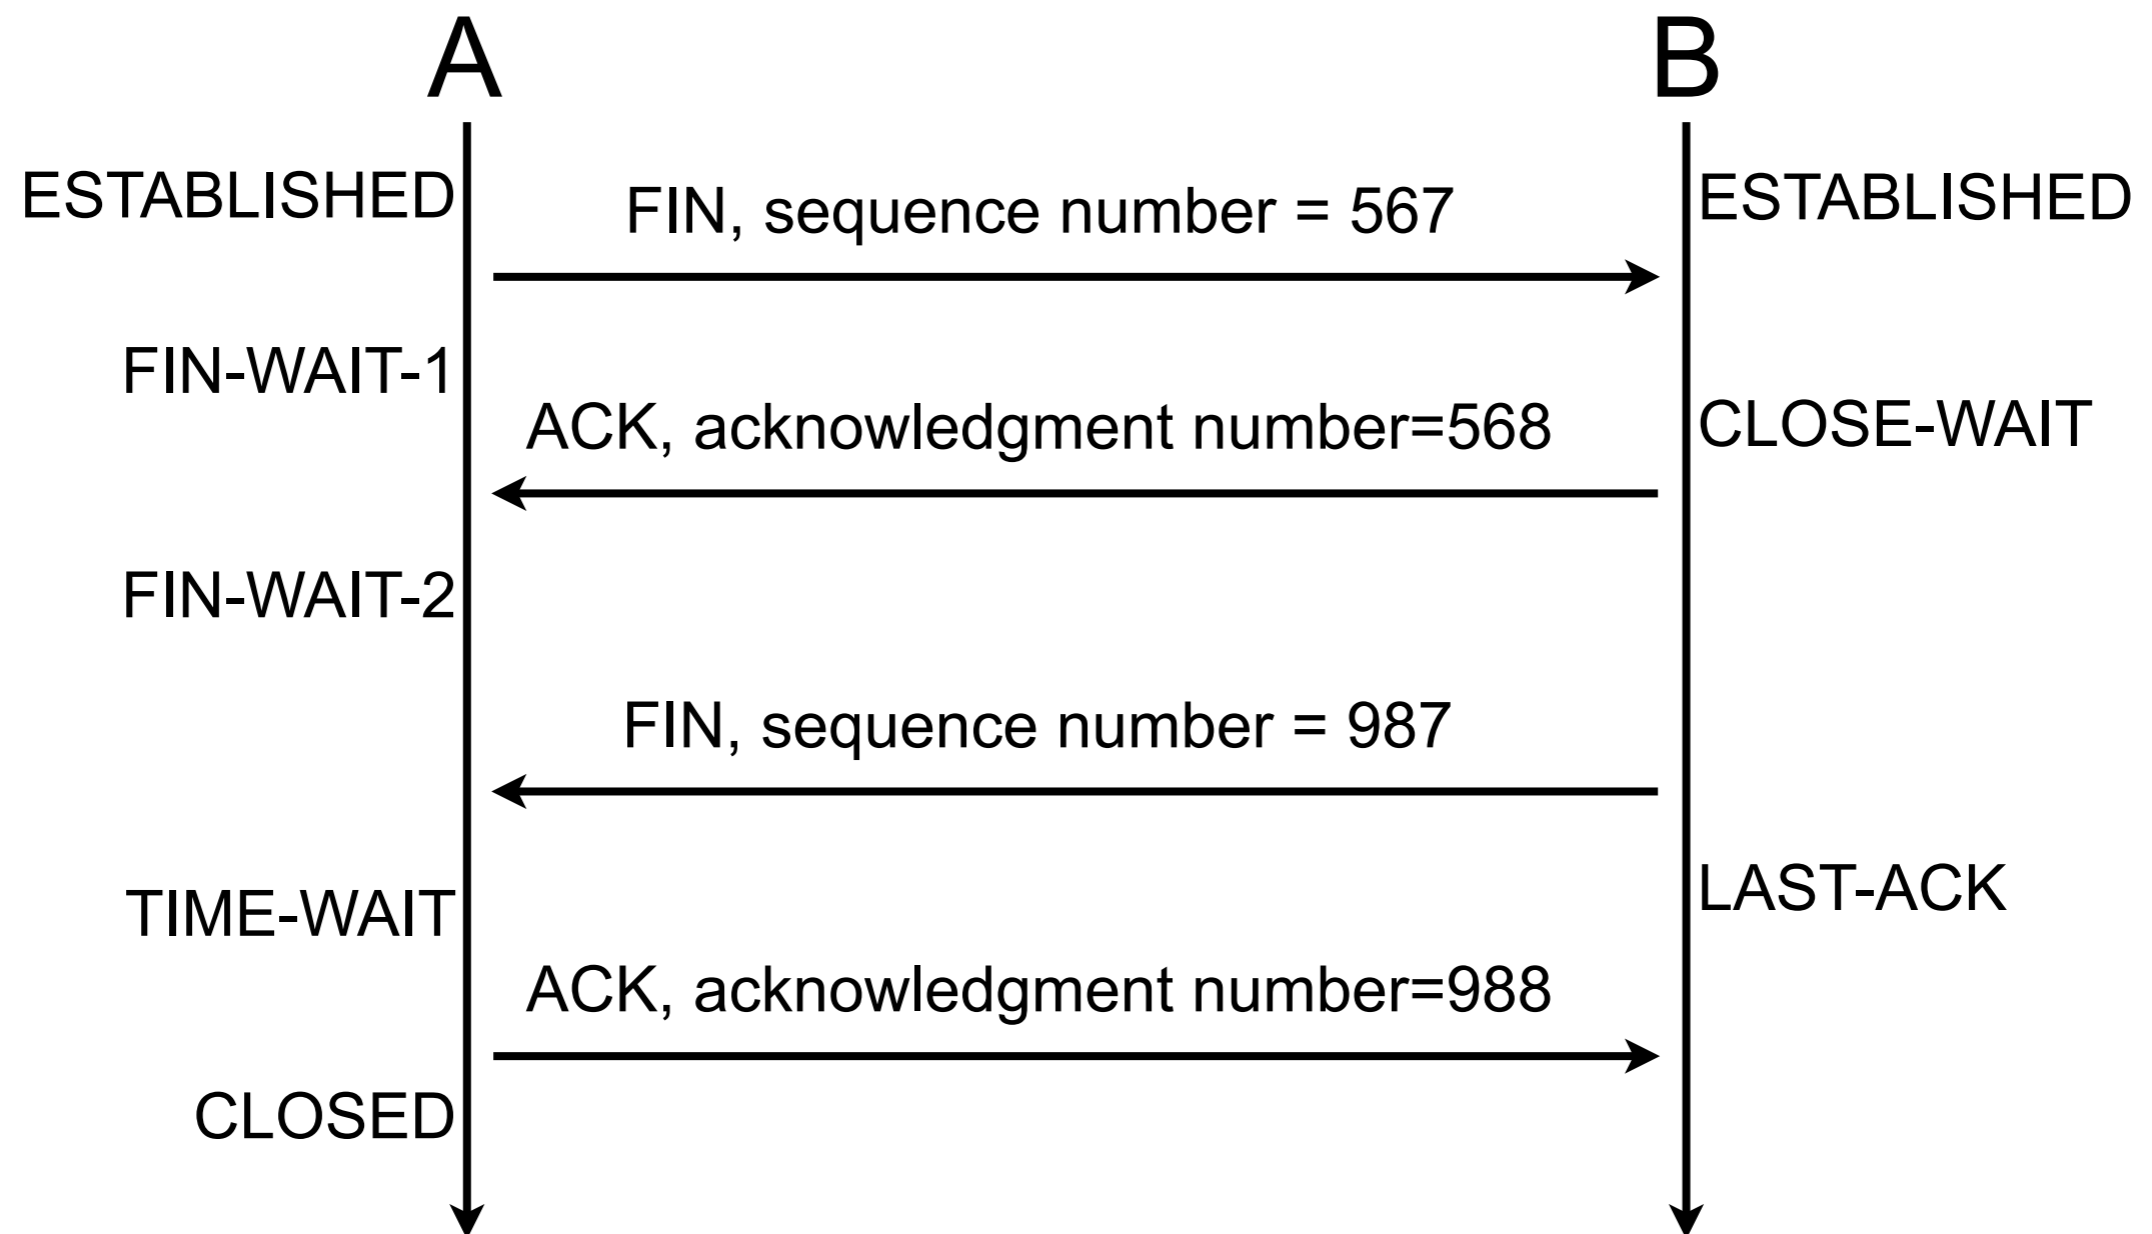 A
B
ESTABLISHED
ESTABLISHED
FIN, sequence number = 567
FIN-WAIT-1
ACK, acknowledgment number=568
CLOSE-WAIT
FIN-WAIT-2
FIN, sequence number = 987
LAST-ACK
TIME-WAIT
ACK, acknowledgment number=988
CLOSED